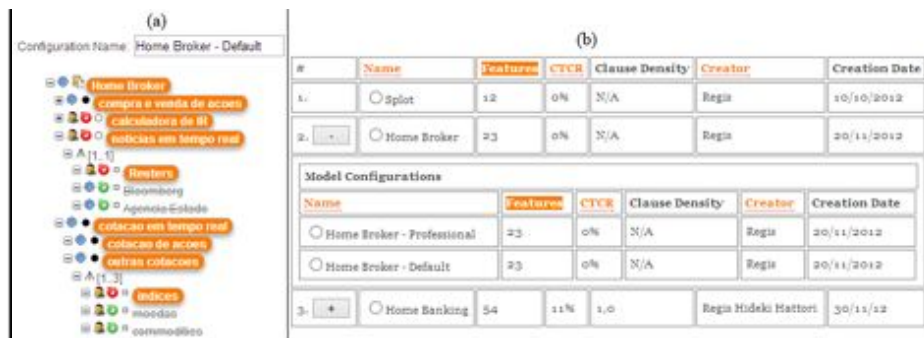 (a)
Configuration Name: Home Broker - Default
Home Broker
compra e venda de acoes
calculadora de IR
noticias em tempo real
[1..1]
Reuters
Bloomberg
Agencia Estado
cotacao em tempo real
cotacao de acoes
outras cotacoes
[1..3]
indices
moedas
commodities
(b)
# Name Features CTCR Clause Density Creator Creation Date
1. Splot 12 0% N/A Regis 10/10/2012
2. - Home Broker 23 0% N/A Regis 20/11/2012
Model Configurations
Name Features CTCR Clause Density Creator Creation Date
Home Broker - Professional 23 0% N/A Regis 20/11/2012
Home Broker - Default 23 0% N/A Regis 20/11/2012
3. + Home Banking 54 11% 1,0 Regis Hideki Hattori 30/11/12